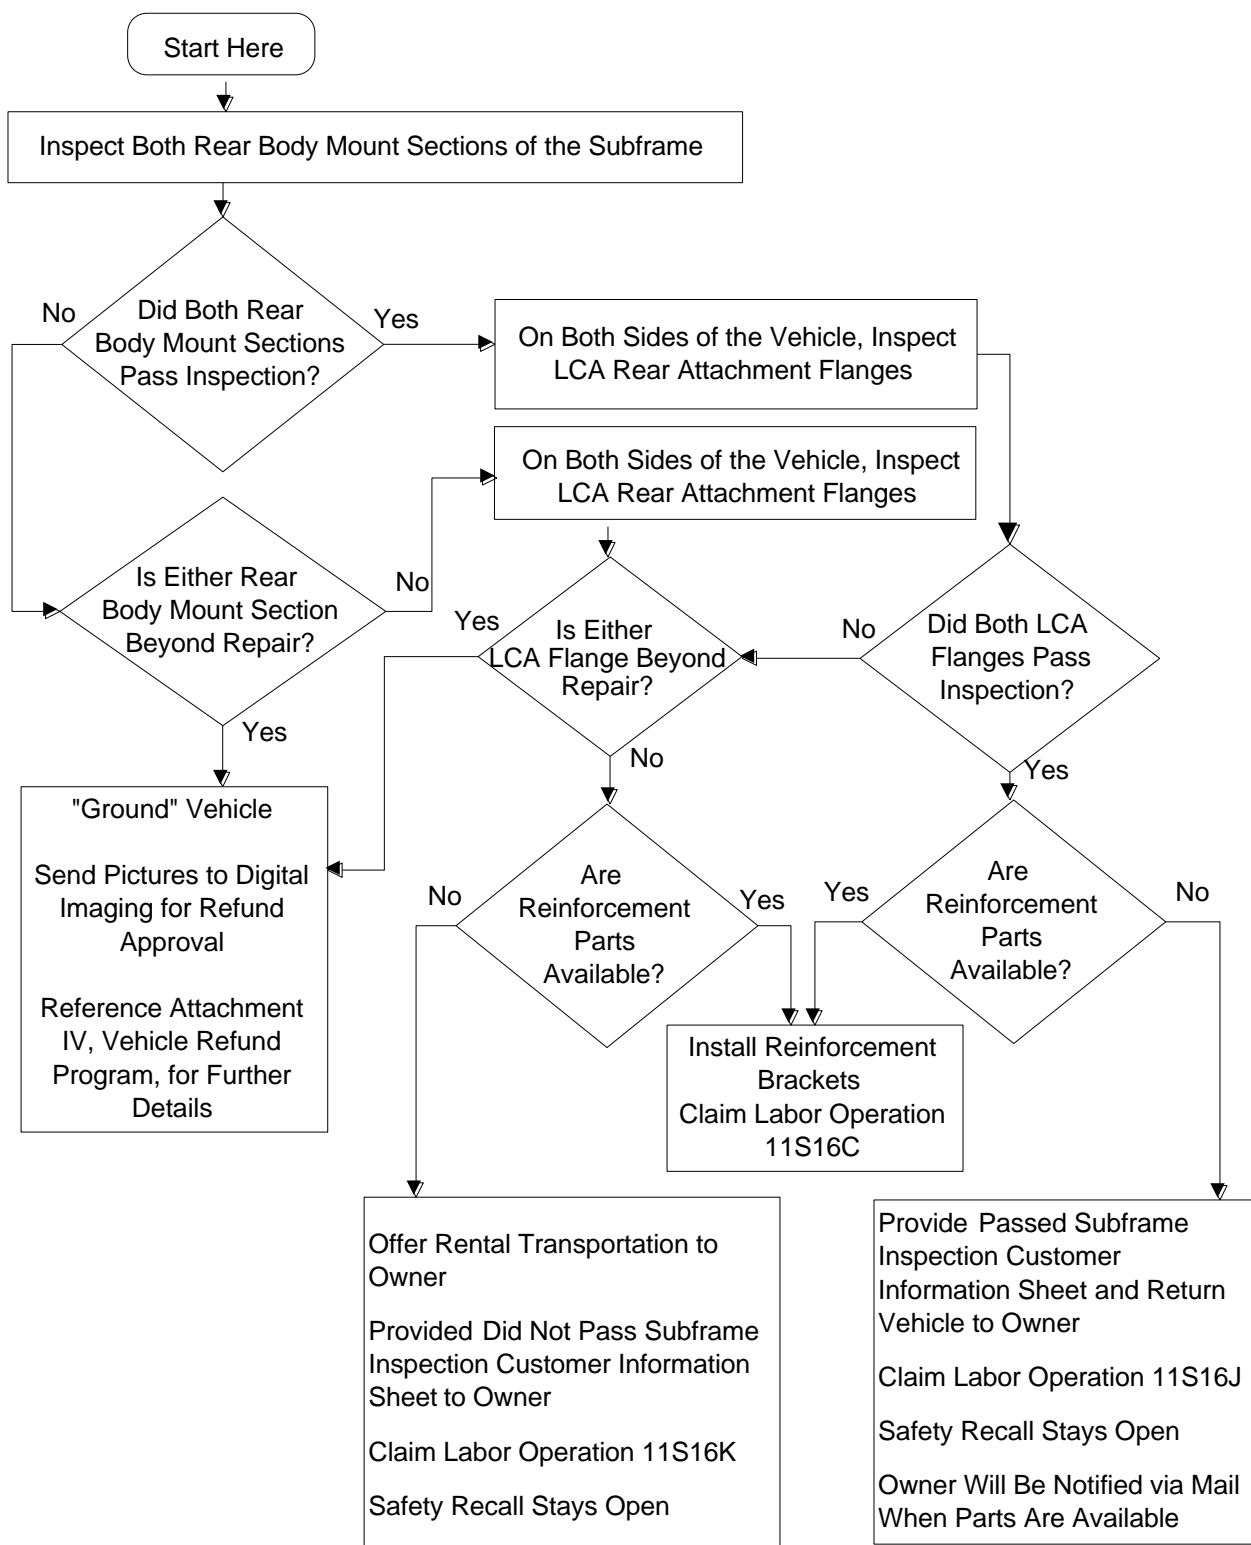 Start Here
Inspect Both Rear Body Mount Sections of the Subframe
Did Both Rear
Body Mount Sections
Pass Inspection?
No
Yes
On Both Sides of the Vehicle, Inspect
LCA Rear Attachment Flanges
On Both Sides of the Vehicle, Inspect
LCA Rear Attachment Flanges
Is Either Rear
Body Mount Section
Beyond Repair?
No
Yes
Yes
Is Either
LCA Flange Beyond
Repair?
No
No
Did Both LCA
Flanges Pass
Inspection?
Yes
"Ground" Vehicle
Send Pictures to Digital
Imaging for Refund
Approval
Reference Attachment
IV, Vehicle Refund
Program, for Further
Details
No
Are
Reinforcement
Parts
Available?
Yes
Yes
Are
Reinforcement
Parts
Available?
No
Install Reinforcement
Brackets
Claim Labor Operation
11S16C
Offer Rental Transportation to
Owner
Provided Did Not Pass Subframe
Inspection Customer Information
Sheet to Owner
Claim Labor Operation 11S16K
Safety Recall Stays Open
Provide Passed Subframe
Inspection Customer
Information Sheet and Return
Vehicle to Owner
Claim Labor Operation 11S16J
Safety Recall Stays Open
Owner Will Be Notified via Mail
When Parts Are Available